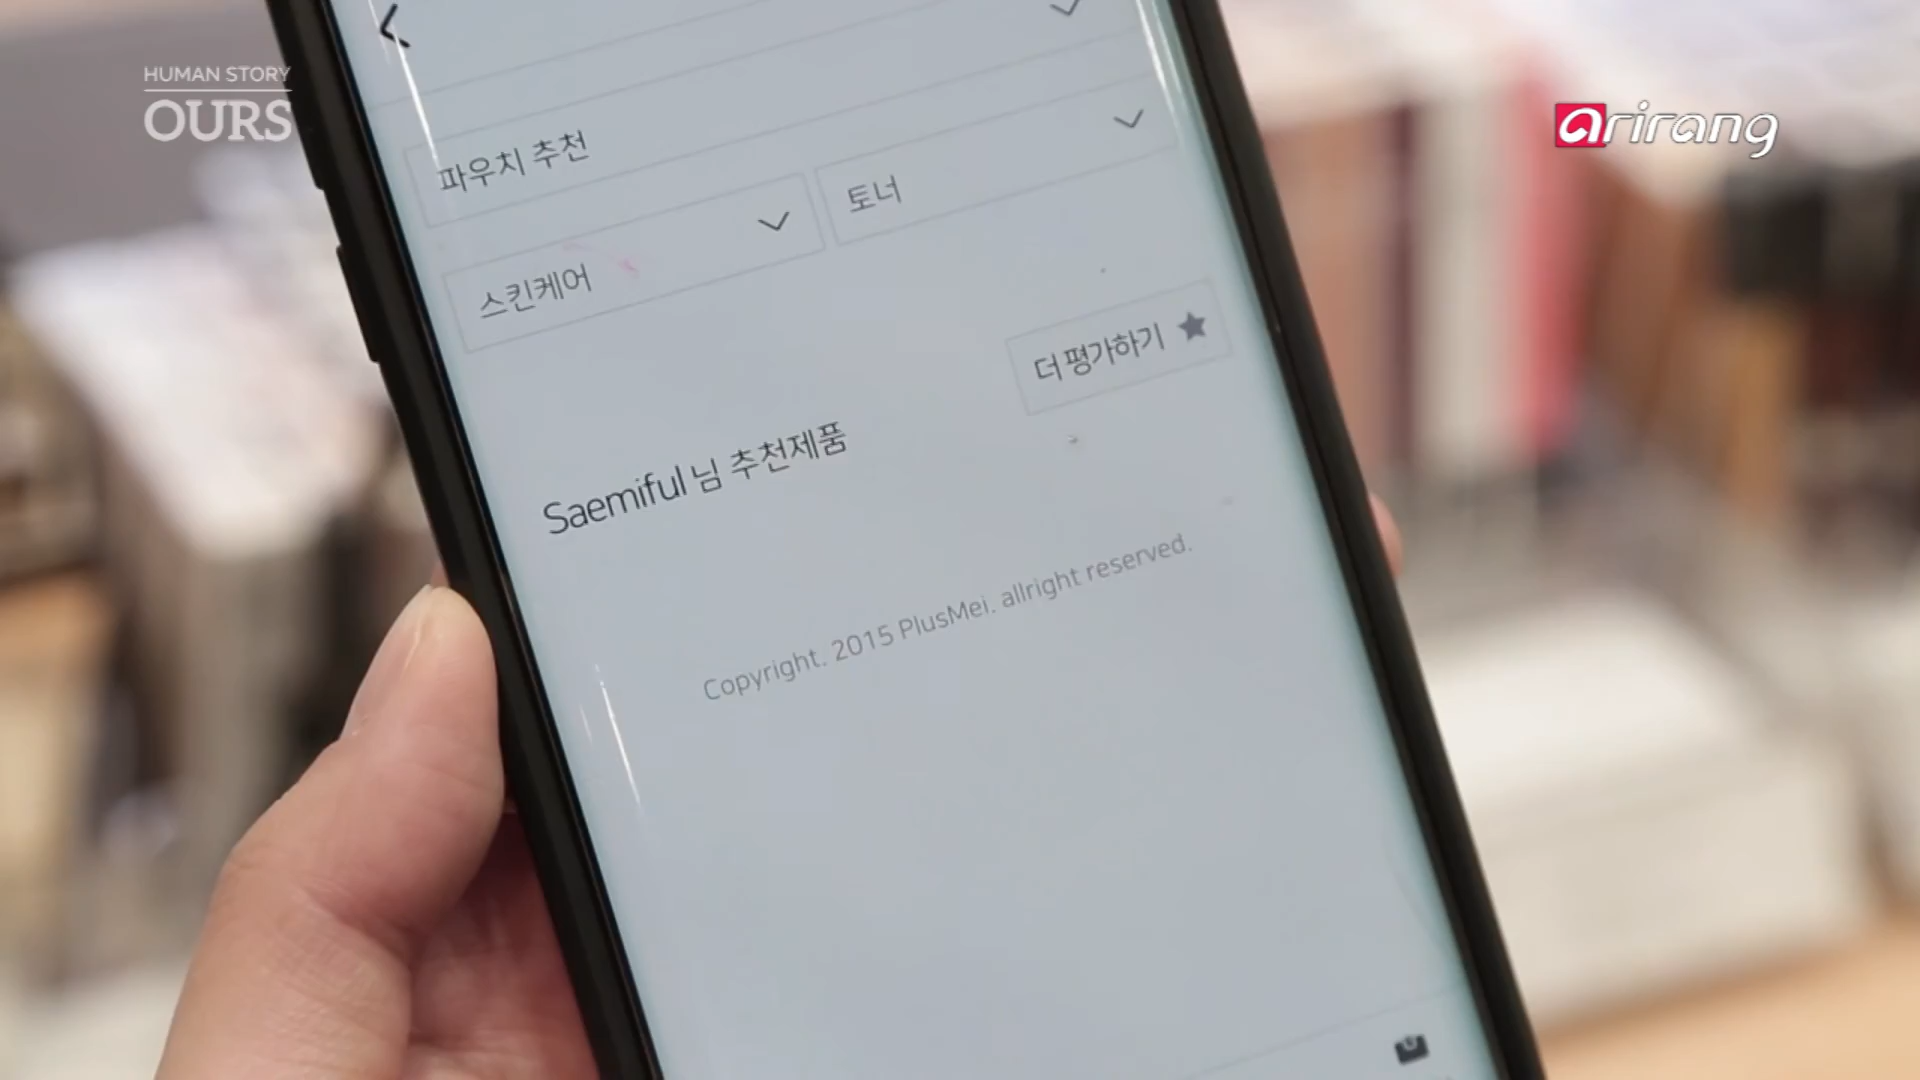 HUMAN STORY
OURS
arirang
파우치 추천
스킨케어
토너
더 평가하기
Saemiful 님 추천제품
Copyright. 2015 PlusMei. allright reserved.